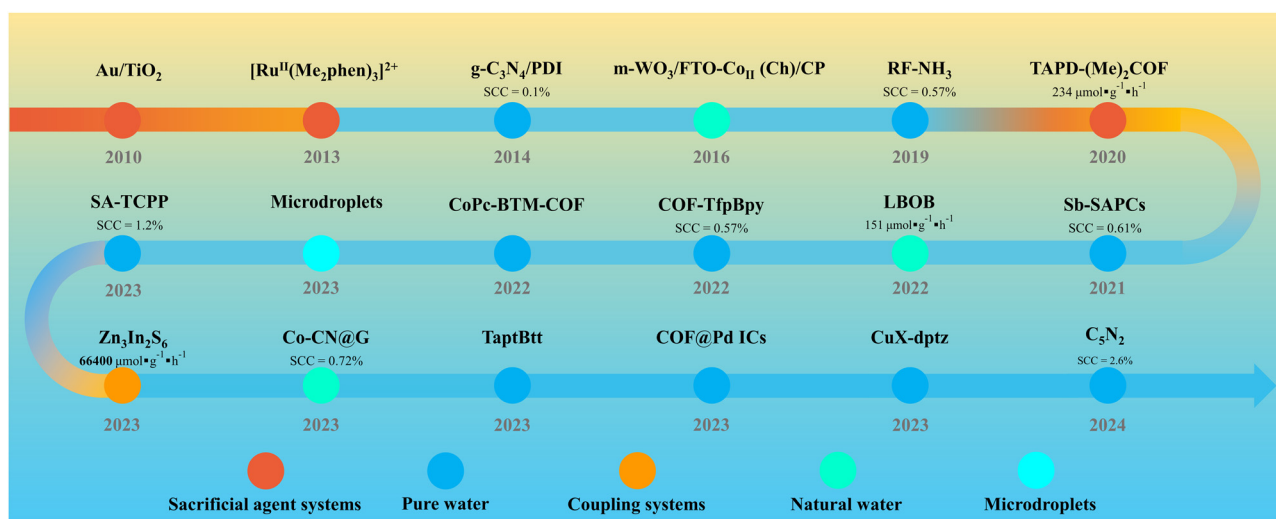 Au/TiO₂
[Ruᴵᴵ(Me₂phen)₃]²⁺
g-C₃N₄/PDI
m-WO₃/FTO-Co_II (Ch)/CP
RF-NH₃
TAPD-(Me)₂COF
SCC = 0.1%
SCC = 0.57%
234 μmol▪g⁻¹▪h⁻¹
2010
2013
2014
2016
2019
2020
SA-TCPP
Microdroplets
CoPc-BTM-COF
COF-TfpBpy
LBOB
Sb-SAPCs
SCC = 1.2%
SCC = 0.57%
151 μmol▪g⁻¹▪h⁻¹
SCC = 0.61%
2023
2023
2022
2022
2022
2021
Zn₃In₂S₆
Co-CN@G
TaptBtt
COF@Pd ICs
CuX-dptz
C₅N₂
66400 μmol▪g⁻¹▪h⁻¹
SCC = 0.72%
SCC = 2.6%
2023
2023
2023
2023
2023
2024
Sacrificial agent systems
Pure water
Coupling systems
Natural water
Microdroplets